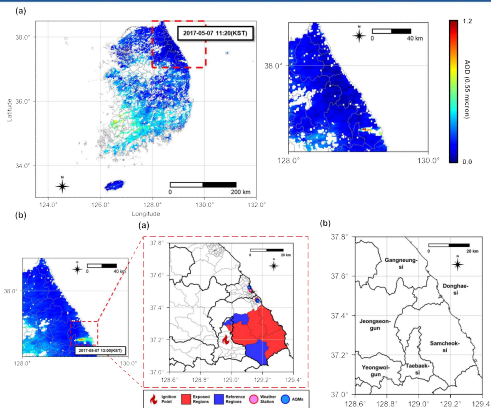 (a)
2017-05-07 11:20(KST)
38.0°
36.0°
34.0°
Latitude
N
0 200 km
124.0° 126.0° 128.0° 130.0° 132.0°
Longitude
N
0 40 km
38.0°
128.0° 130.0°
1.2
AOD (0.55 micron)
0.0
(b)
N
0 40 km
38.0°
2017-05-07 13:00(KST)
130.0°
(a)
37.8°
37.6°
37.4°
37.2°
37.0°
N
0 20 km
128.6° 128.8° 129.0° 129.2° 129.4°
Ignition Point
Exposed Regions
Reference Regions
Weather Station
AQMs
(b)
37.8°
37.6°
37.4°
37.2°
37.0°
0 20 km
N
Gangneung-
si
Donghae-
si
Jeongseon-
gun
Samcheok-
si
Yeongwol-
gun
Taebaek-
si
128.6° 128.8° 129.0° 129.2° 129.4